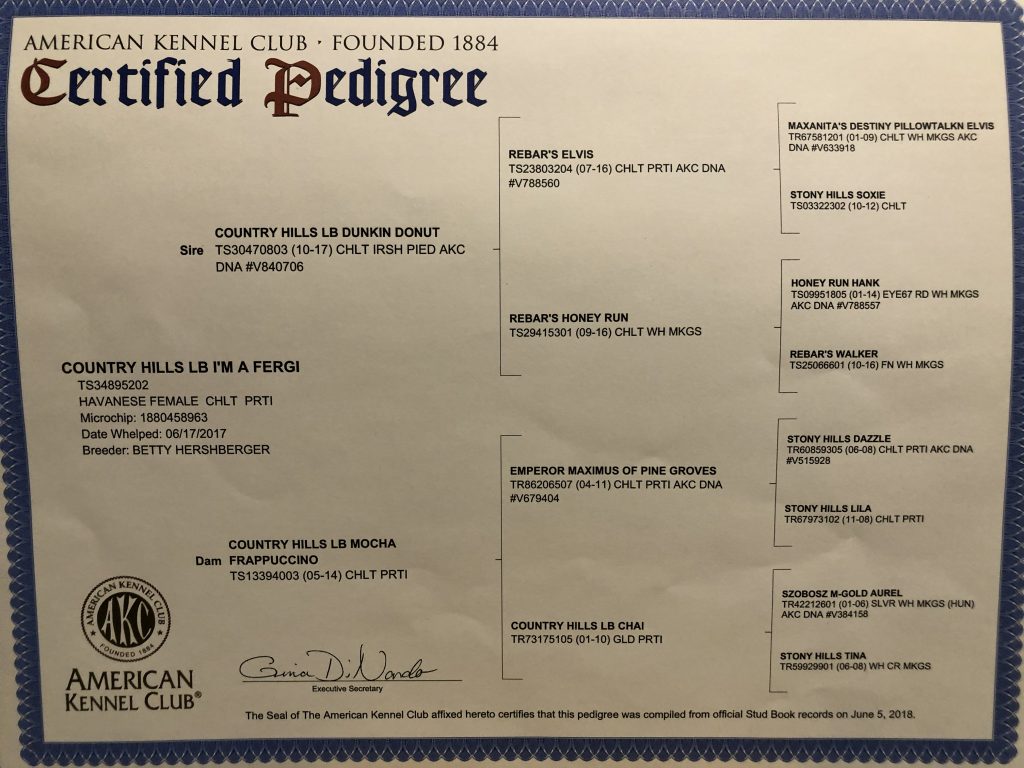 AMERICAN KENNEL CLUB · FOUNDED 1884
Certified Pedigree
MAXANITA'S DESTINY PILLOWTALKN ELVIS
TR67581201 (01-09) CHLT WH MKGS AKC
DNA #V633918
REBAR'S ELVIS
TS23803204 (07-16) CHLT PRTI AKC DNA
#V788560
STONY HILLS SOXIE
TS03322302 (10-12) CHLT
COUNTRY HILLS LB DUNKIN DONUT
Sire TS30470803 (10-17) CHLT IRSH PIED AKC
DNA #V840706
HONEY RUN HANK
TS09951805 (01-14) EYE67 RD WH MKGS
AKC DNA #V788557
REBAR'S HONEY RUN
TS29415301 (09-16) CHLT WH MKGS
REBAR'S WALKER
TS25066601 (10-16) FN WH MKGS
COUNTRY HILLS LB I'M A FERGI
TS34895202
HAVANESE FEMALE CHLT PRTI
Microchip: 1880458963
Date Whelped: 06/17/2017
Breeder: BETTY HERSHBERGER
STONY HILLS DAZZLE
TR60859305 (06-08) CHLT PRTI AKC DNA
#V515928
EMPEROR MAXIMUS OF PINE GROVES
TR86206507 (04-11) CHLT PRTI AKC DNA
#V679404
STONY HILLS LILA
TR67973102 (11-08) CHLT PRTI
COUNTRY HILLS LB MOCHA
Dam FRAPPUCCINO
TS13394003 (05-14) CHLT PRTI
SZOBOSZ M-GOLD AUREL
TR42212601 (01-06) SLVR WH MKGS (HUN)
AKC DNA #V384158
COUNTRY HILLS LB CHAI
TR73175105 (01-10) GLD PRTI
STONY HILLS TINA
TR59929901 (06-08) WH CR MKGS
AMERICAN KENNEL CLUB
AKC
FOUNDED 1884
AMERICAN
KENNEL CLUB®
Gina DiNardo
Executive Secretary
The Seal of The American Kennel Club affixed hereto certifies that this pedigree was compiled from official Stud Book records on June 5, 2018.